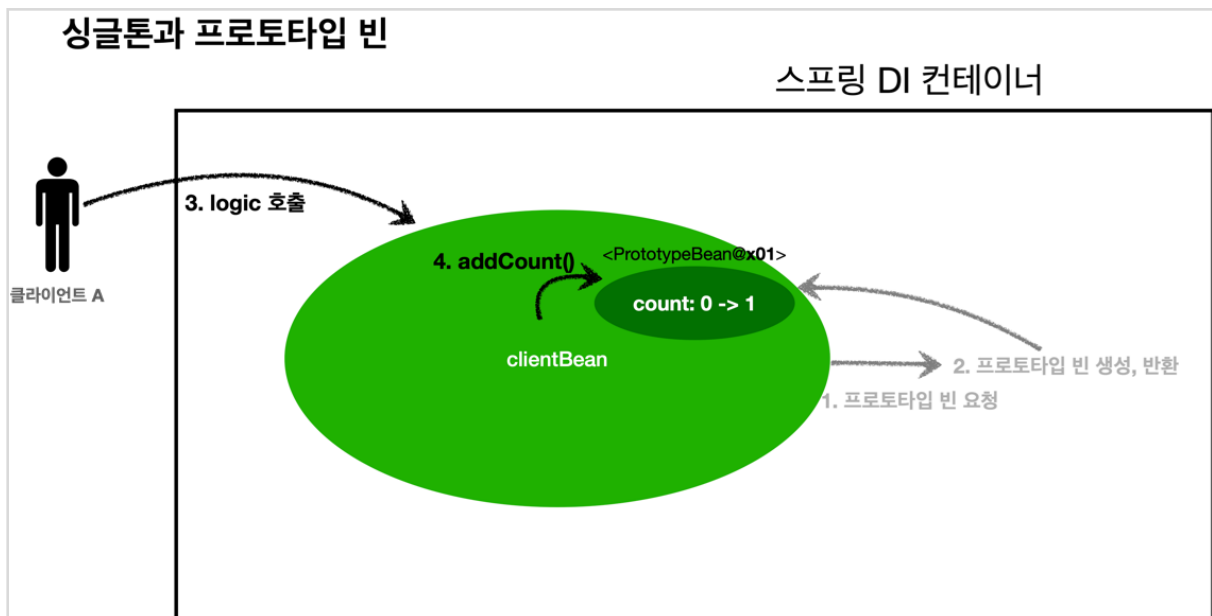 싱글톤과 프로토타입 빈
스프링 DI 컨테이너
3. logic 호출
클라이언트 A
4. addCount()
<PrototypeBean@x01>
count: 0 -> 1
clientBean
2. 프로토타입 빈 생성, 반환
1. 프로토타입 빈 요청